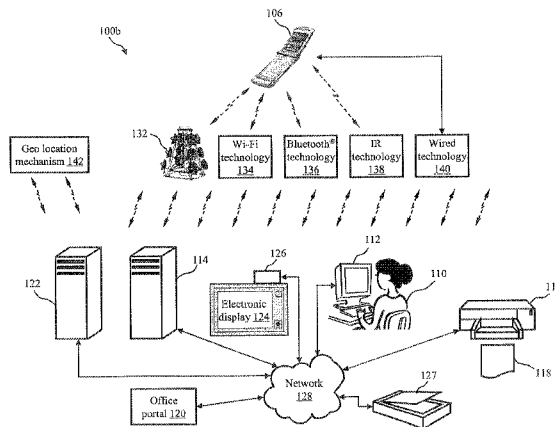 106
100b
132
Wi-Fi
technology
134
Bluetooth®
technology
136
IR
technology
138
Wired
technology
140
Geo location
mechanism 142
122
114
126
Electronic
display 124
112
110
11
118
Network
128
127
Office
portal 120